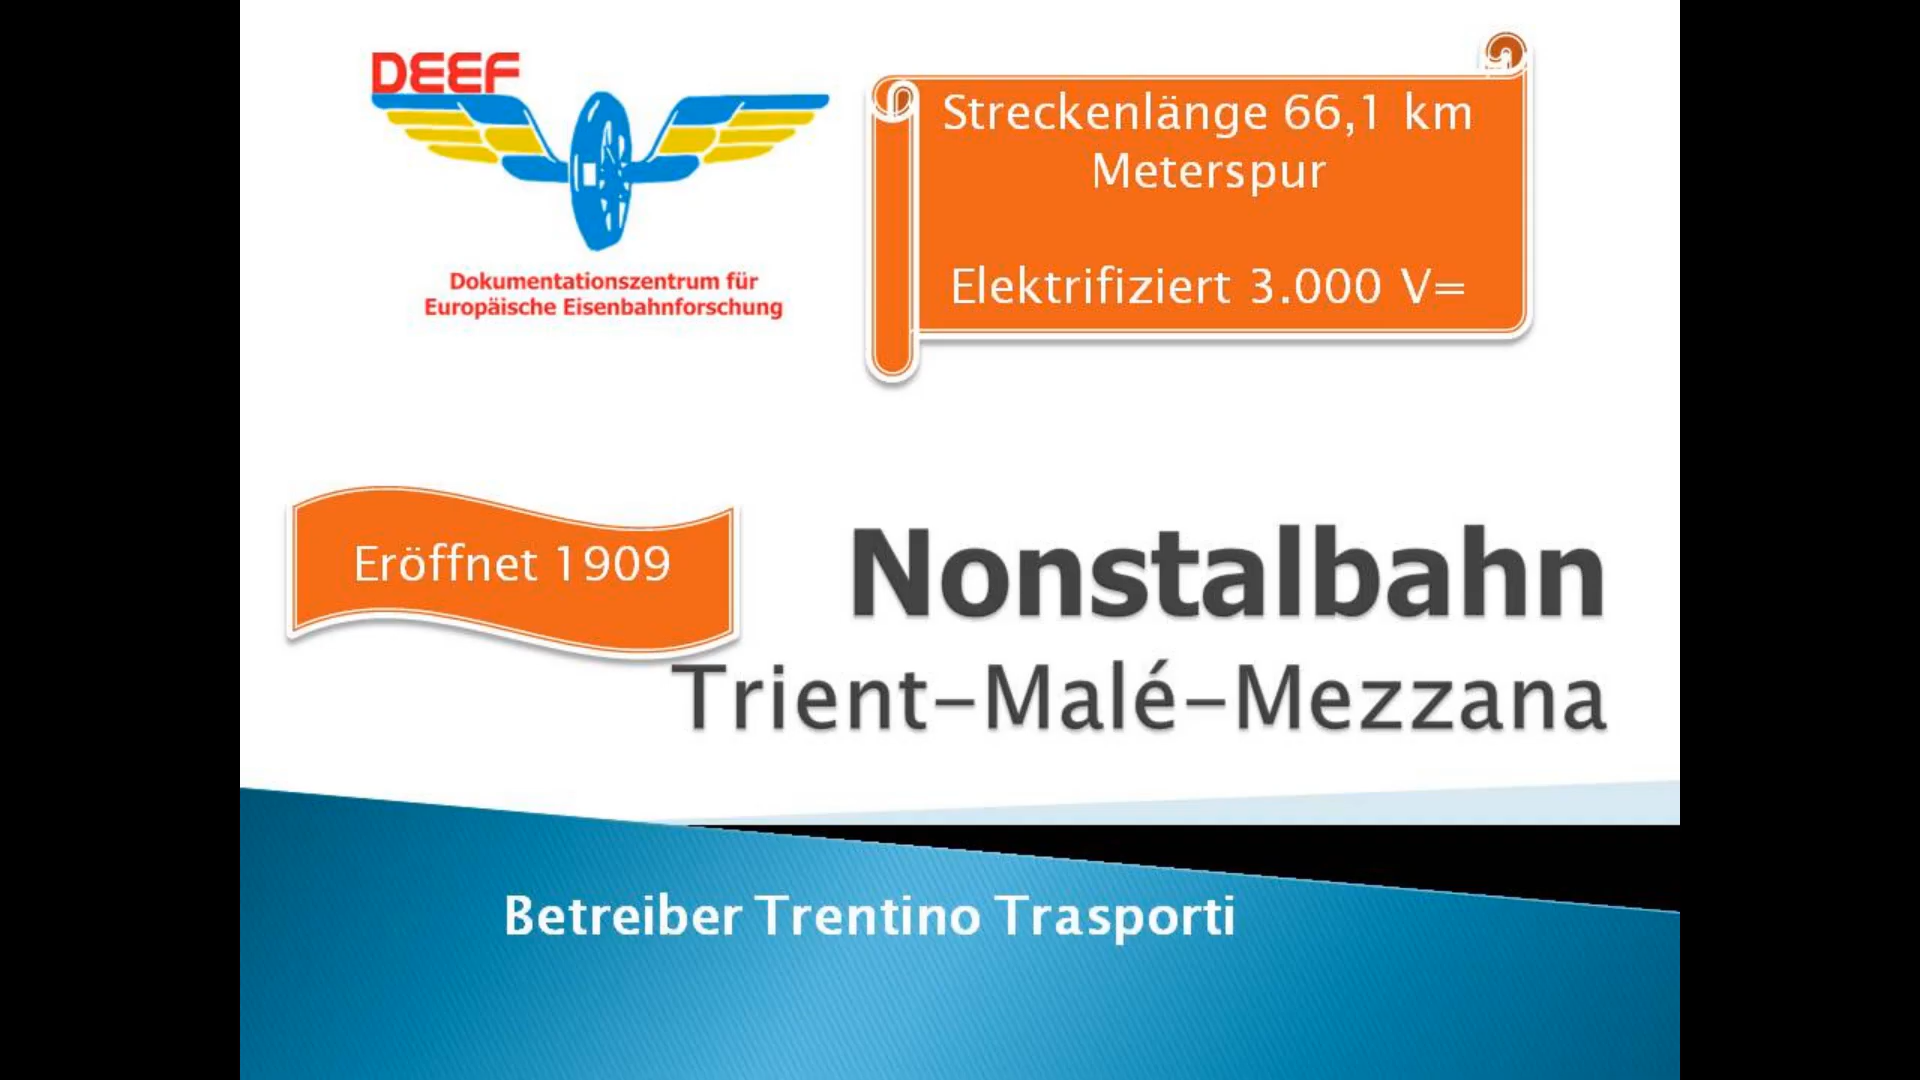 DEEF
Dokumentationszentrum für
Europäische Eisenbahnforschung
Streckenlänge 66,1 km
Meterspur
Elektrifiziert 3.000 V=
Eröffnet 1909
Nonstalbahn
Trient-Malé-Mezzana
Betreiber Trentino Trasporti